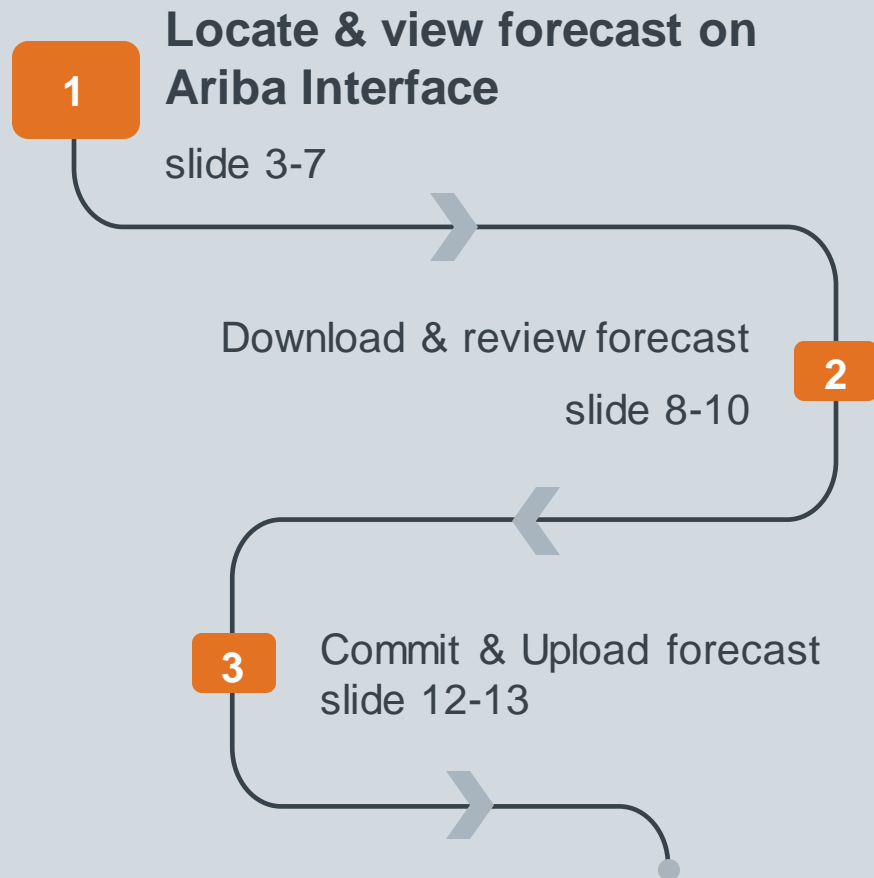 1
Locate & view forecast on
Ariba Interface
slide 3-7
Download & review forecast
slide 8-10
2
3
Commit & Upload forecast
slide 12-13